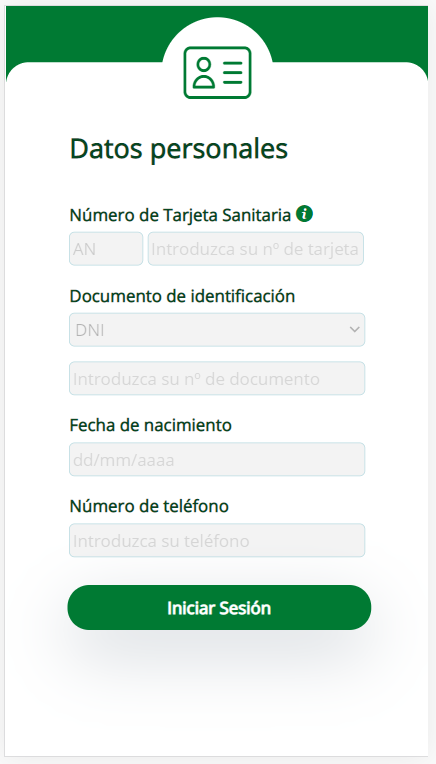 Datos personales
Número de Tarjeta Sanitaria i
AN Introduzca su nº de tarjeta
Documento de identificación
DNI
Introduzca su nº de documento
Fecha de nacimiento
dd/mm/aaaa
Número de teléfono
Introduzca su teléfono
Iniciar Sesión